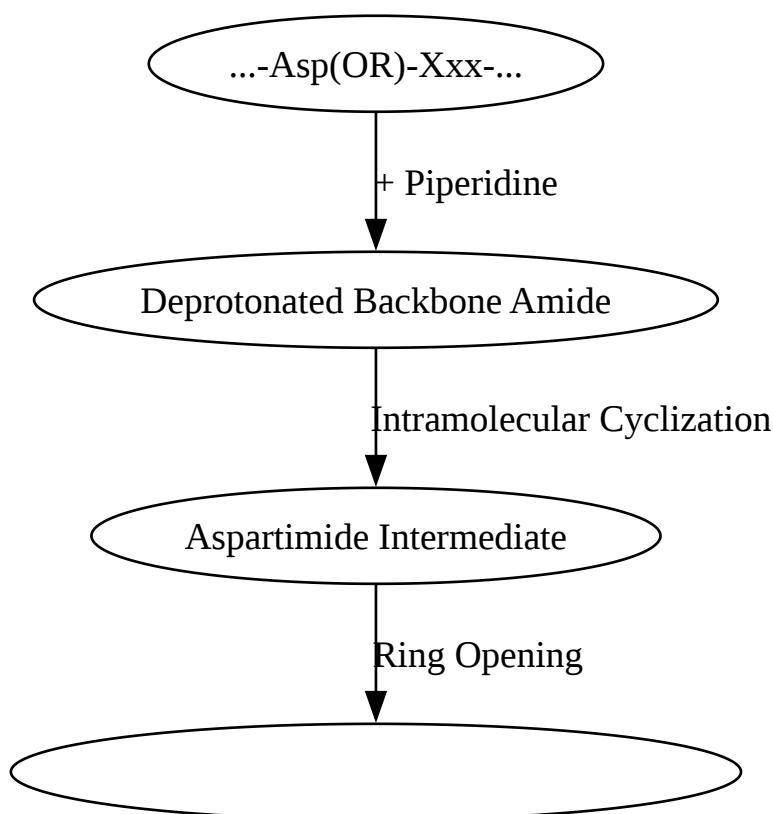 ...-Asp(OR)-Xxx-...
+ Piperidine
Deprotonated Backbone Amide
Intramolecular Cyclization
Aspartimide Intermediate
Ring Opening